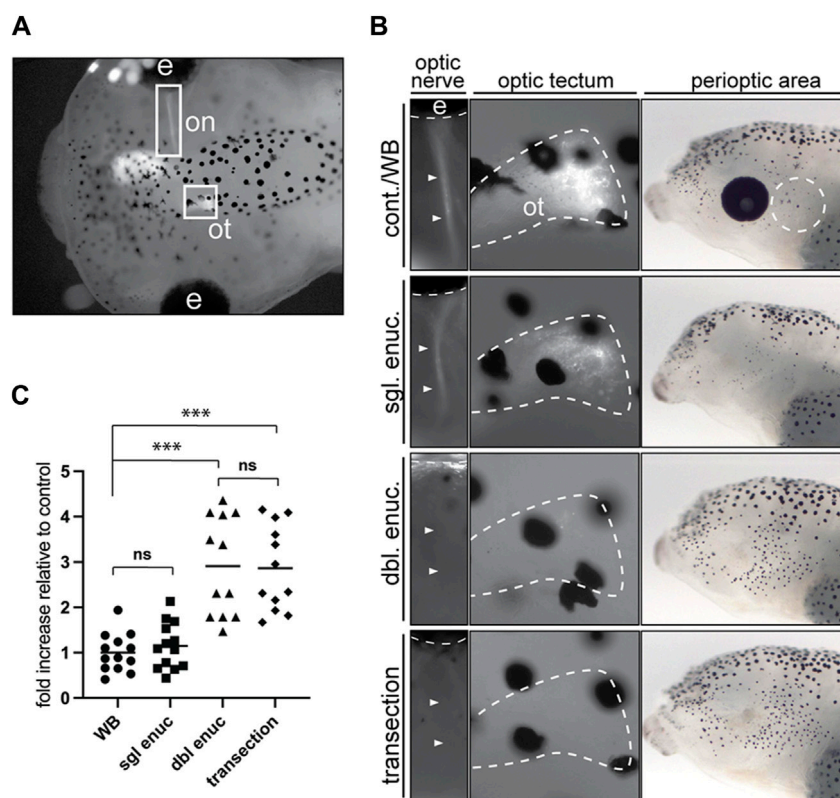 A
e
on
ot
e
B
optic nerve
optic tectum
perioptic area
cont./WB
e
ot
sgl. enuc.
dbl. enuc.
transection
C
***
***
ns
ns
fold increase relative to control
5
4
3
2
1
0
WB
sgl enuc
dbl enuc
transection